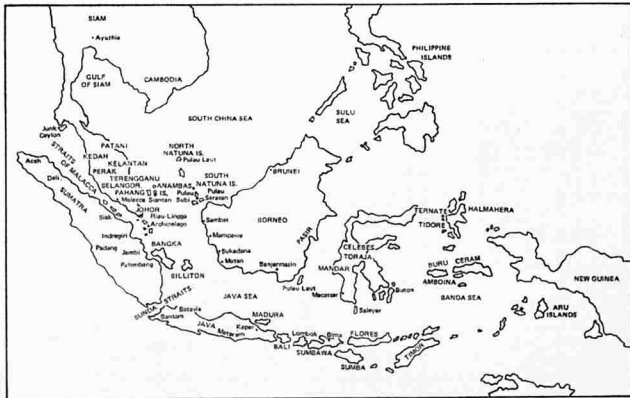 SIAM
Ayuthia
GULF
OF SIAM
CAMBODIA
PHILIPPINE
ISLANDS
SULU
SEA
SOUTH CHINA SEA
Junk
Ceylon
PATANI
KEDAH
KELANTAN
PERAK
TERENGGANU
SELANGOR
PAHANG
Malacca
JOHOR
STRAITS
OF MALACCA
NORTH
NATUNA IS.
Pulau Laut
ANAMBAS
IS.
Siantan
SOUTH
NATUNA IS.
Pulau
Subi
Pulau
Serasan
Riau-Lingga
Archipelago
Aceh
Deli
SUMATRA
Siak
Indragiri
Padang
Jambi
Palembang
BANGKA
BILLITON
BRUNEI
Sambas
BORNEO
Mampawa
Sukadana
Matan
Banjermasin
PASIR
Pulau Laut
CELEBES
TORAJA
MANDAR
Macassar
Buton
Salayar
TERNATE
TIDORE
HALMAHERA
BURU
CERAM
AMBOINA
BANDA SEA
NEW GUINEA
ARU
ISLANDS
JAVA SEA
SUNDA STRAITS
Batavia
Bantam
JAVA
Mataram
MADURA
BALI
Lombok
SUMBAWA
Bima
FLORES
SUMBA
TIMOR